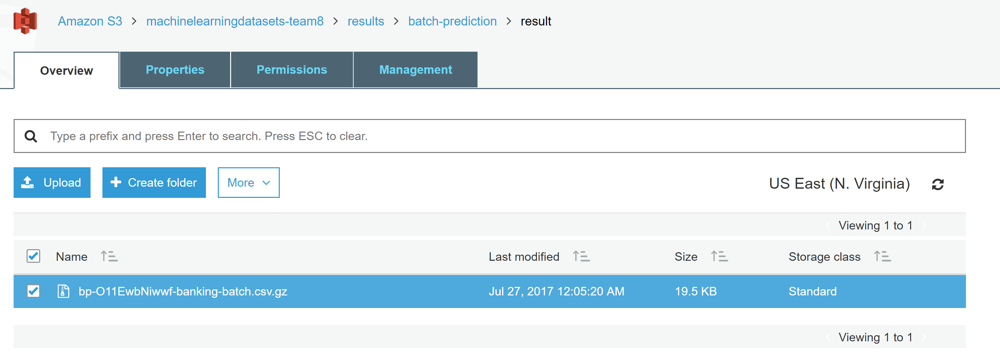 Amazon S3 > machinelearningdatasets-team8 > results > batch-prediction > result
Overview Properties Permissions Management
Type a prefix and press Enter to search. Press ESC to clear.
Upload Create folder More US East (N. Virginia)
Viewing 1 to 1
Name Last modified Size Storage class
bp-O11EwbNiwwf-banking-batch.csv.gz Jul 27, 2017 12:05:20 AM 19.5 KB Standard
Viewing 1 to 1